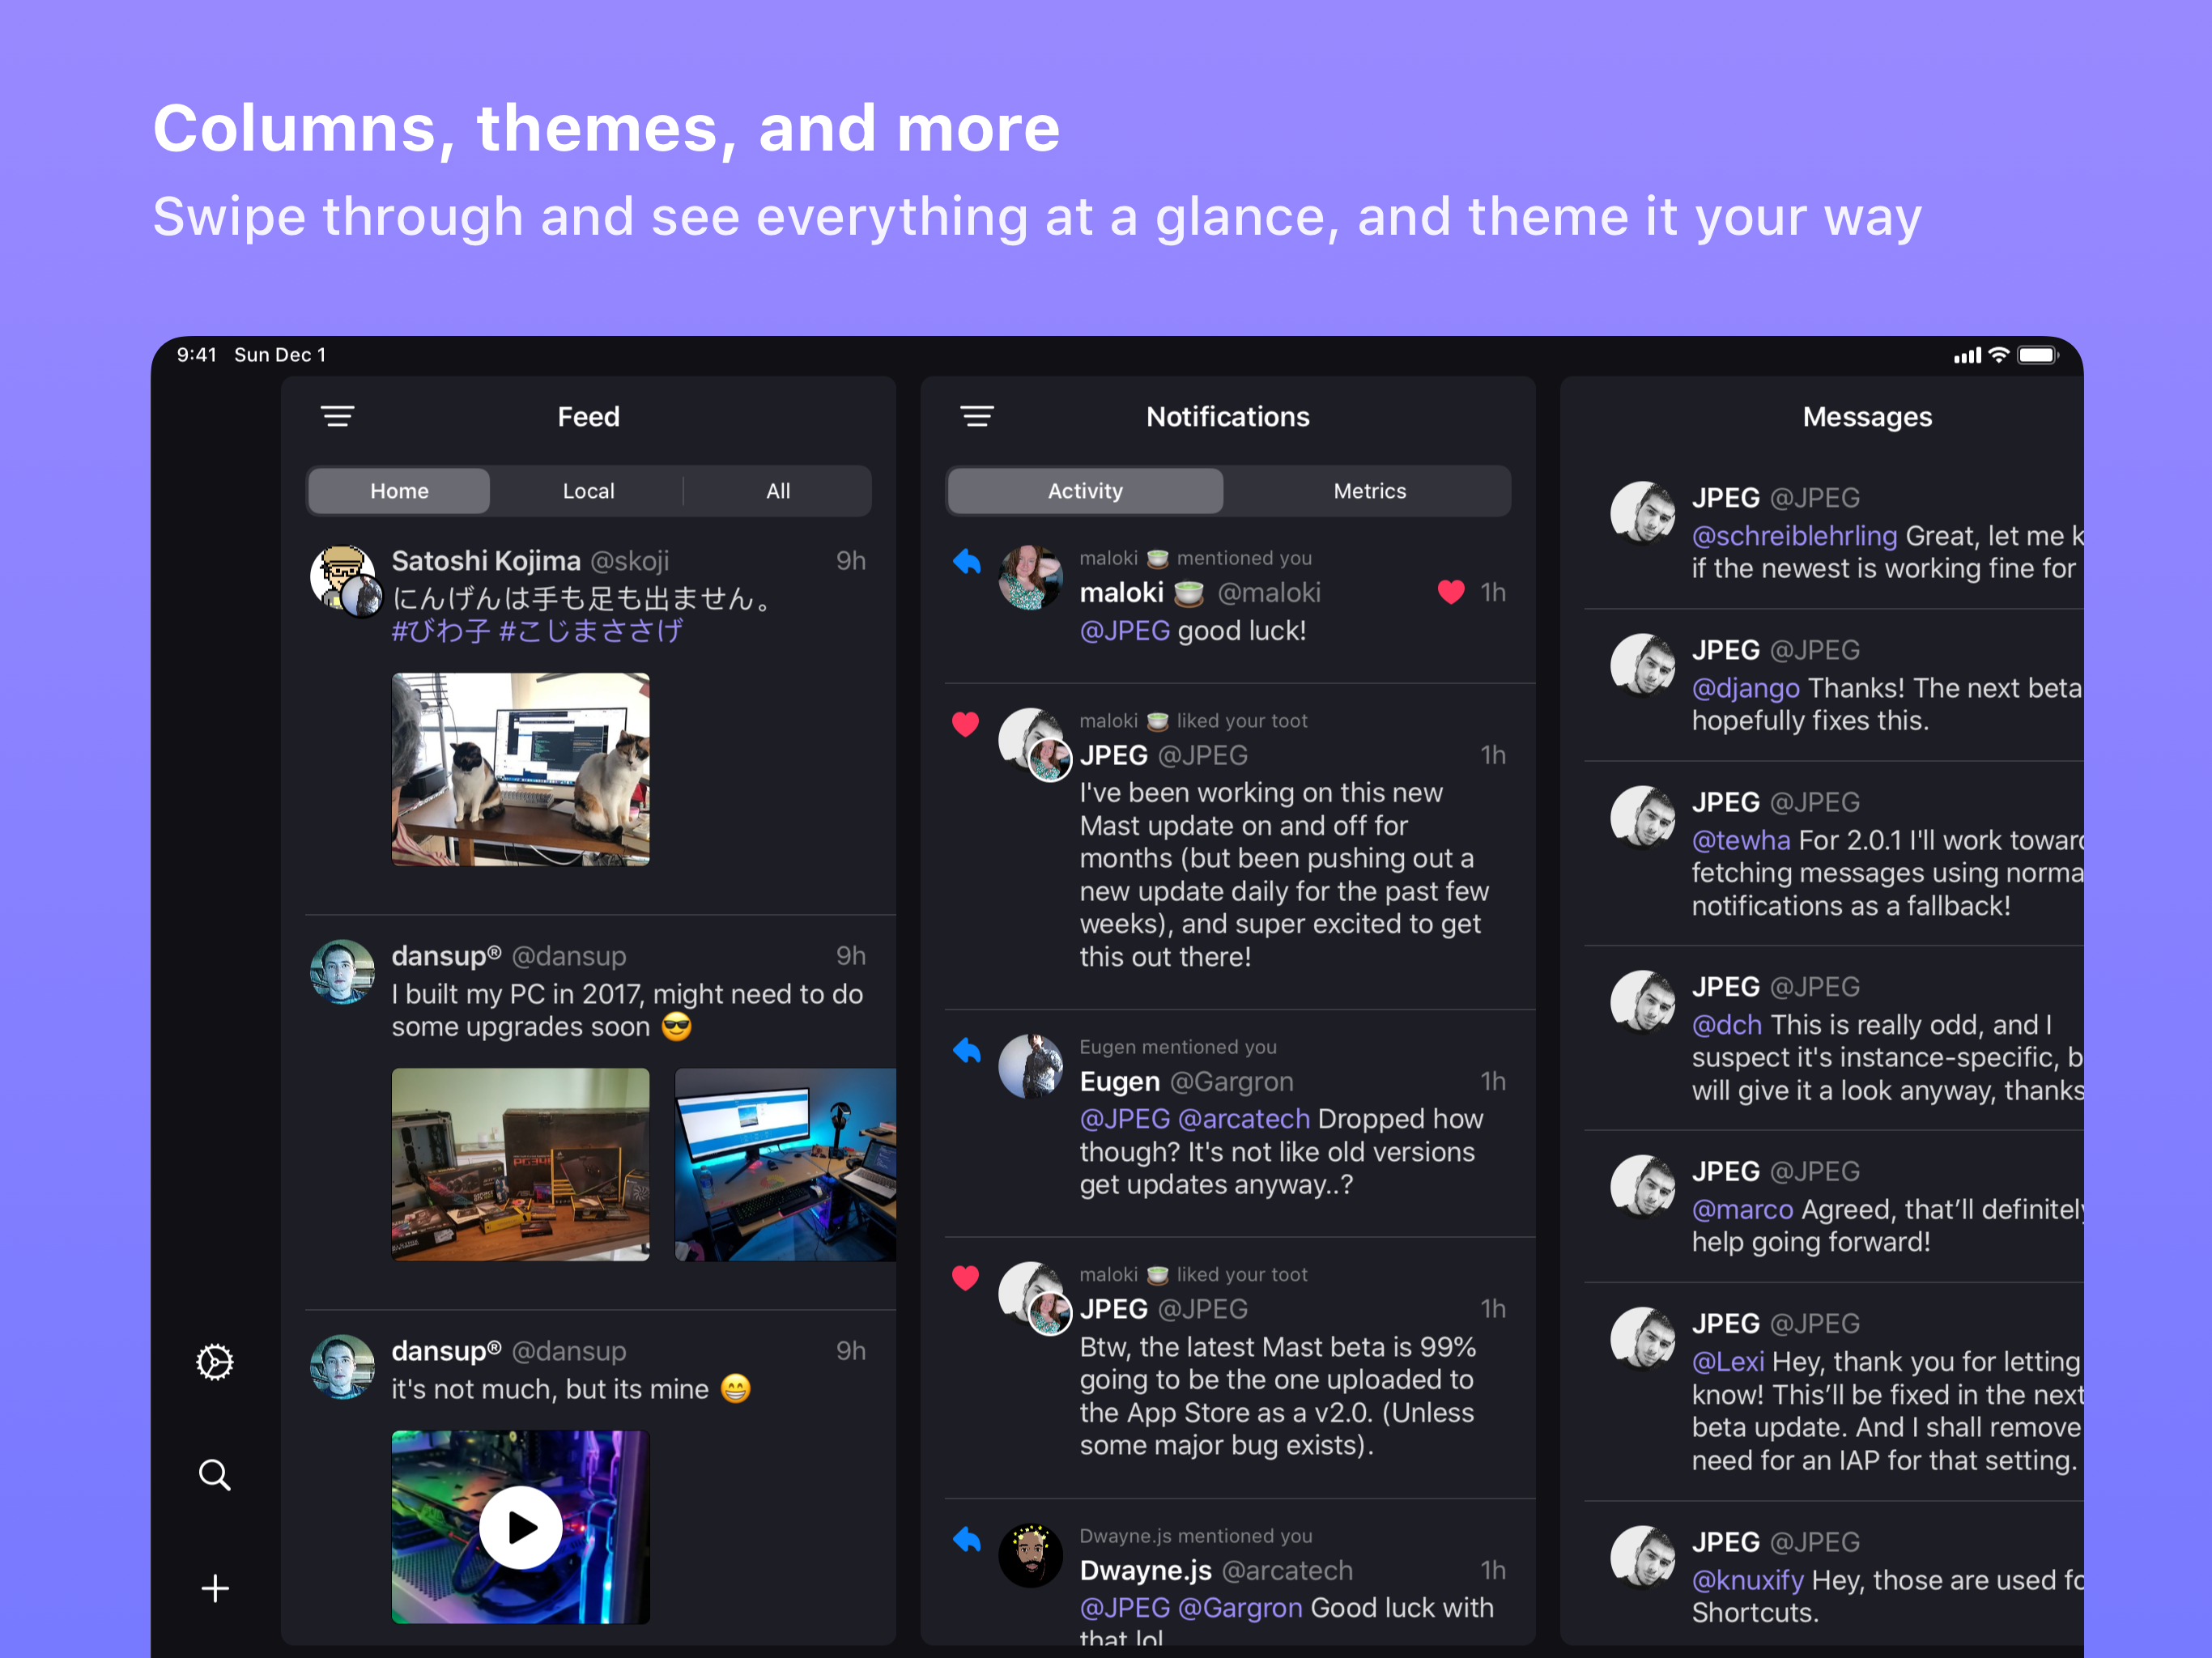 Columns, themes, and more
Swipe through and see everything at a glance, and theme it your way
9:41 Sun Dec 1
Feed
Home Local All
Satoshi Kojima @skoji 9h
にんげんは手も足も出ません。
#びわ子 #こじまささげ
dansup® @dansup 9h
I built my PC in 2017, might need to do
some upgrades soon 😎
dansup® @dansup 9h
it's not much, but its mine 😁
Notifications
Activity Metrics
maloki 🍵 mentioned you
maloki 🍵 @maloki 1h
@JPEG good luck!
maloki 🍵 liked your toot
JPEG @JPEG 1h
I've been working on this new
Mast update on and off for
months (but been pushing out a
new update daily for the past few
weeks), and super excited to get
this out there!
Eugen mentioned you
Eugen @Gargron 1h
@JPEG @arcatech Dropped how
though? It's not like old versions
get updates anyway..?
maloki 🍵 liked your toot
JPEG @JPEG 1h
Btw, the latest Mast beta is 99%
going to be the one uploaded to
the App Store as a v2.0. (Unless
some major bug exists).
Dwayne.js mentioned you
Dwayne.js @arcatech 1h
@JPEG @Gargron Good luck with
that lol
Messages
JPEG @JPEG
@schreiblehrling Great, let me k
if the newest is working fine for
JPEG @JPEG
@django Thanks! The next beta
hopefully fixes this.
JPEG @JPEG
@tewha For 2.0.1 I'll work toward
fetching messages using norma
notifications as a fallback!
JPEG @JPEG
@dch This is really odd, and I
suspect it's instance-specific, b
will give it a look anyway, thanks
JPEG @JPEG
@marco Agreed, that’ll definitely
help going forward!
JPEG @JPEG
@Lexi Hey, thank you for letting
know! This’ll be fixed in the next
beta update. And I shall remove
need for an IAP for that setting.
JPEG @JPEG
@knuxify Hey, those are used fo
Shortcuts.